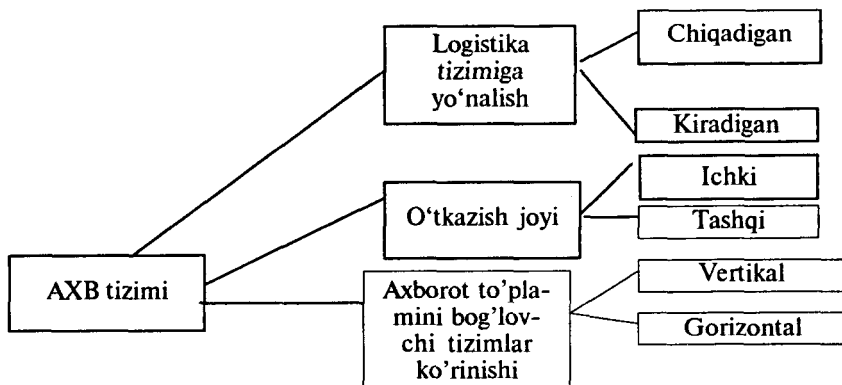 Logistika
tizimiga
yo‘nalish
Chiqadigan
Kiradigan
O‘tkazish joyi
Ichki
Tashqi
AXB tizimi
Axborot to’pla-
mini bog’lov-
chi tizimlar
ko’rinishi
Vertikal
Gorizontal